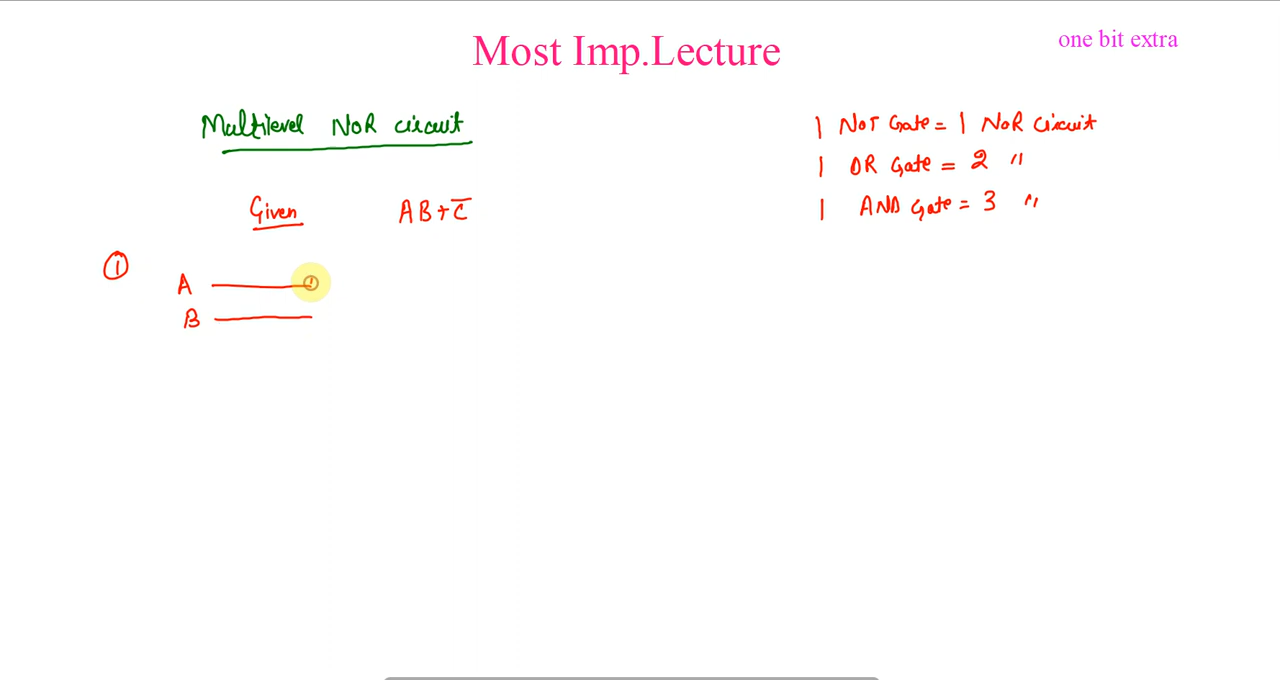 Most Imp.Lecture
one bit extra
Multilevel NOR circuit
1 NOT Gate = 1 NOR Circuit
1 OR Gate = 2 "
1 AND Gate = 3 "
Given AB+C̅
①
A
B